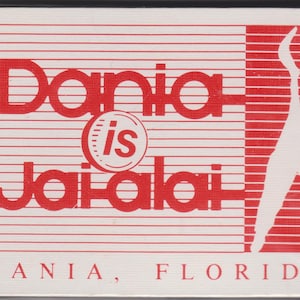 Dania
is
Jai-alai
ANIA, FLORID